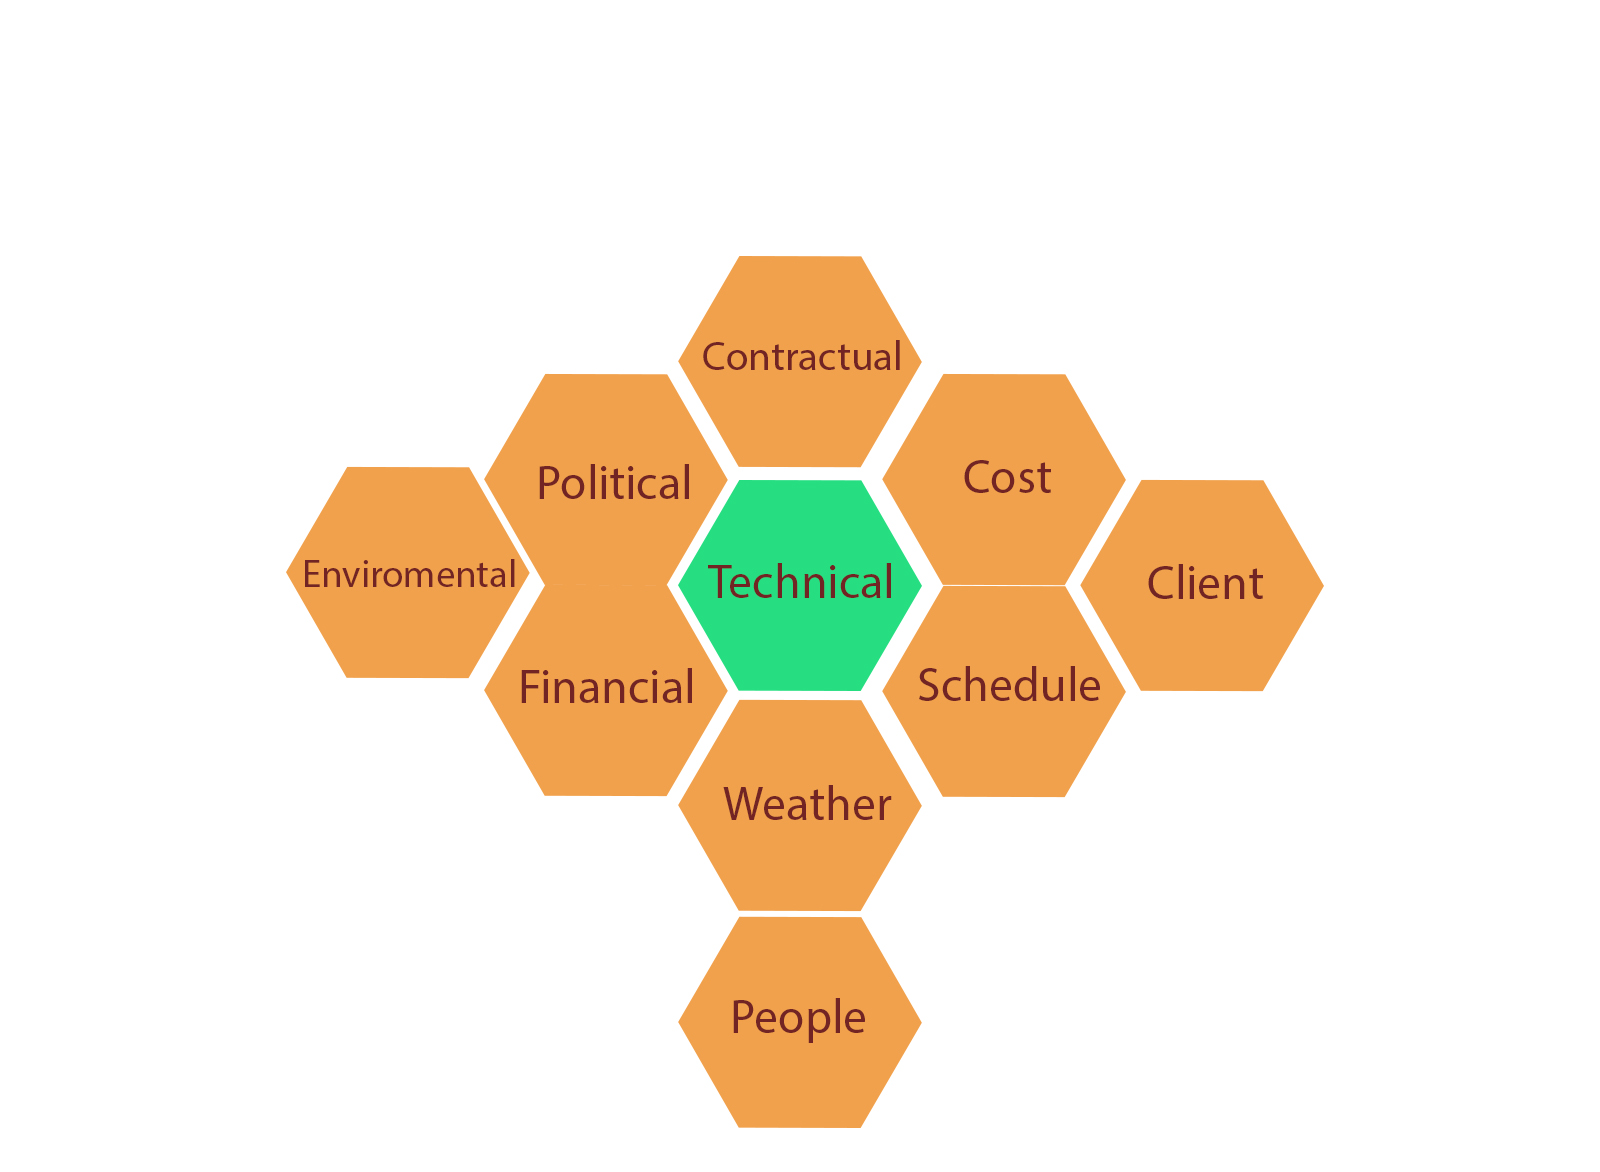 Contractual
Political
Cost
Enviromental
Technical
Client
Financial
Schedule
Weather
People